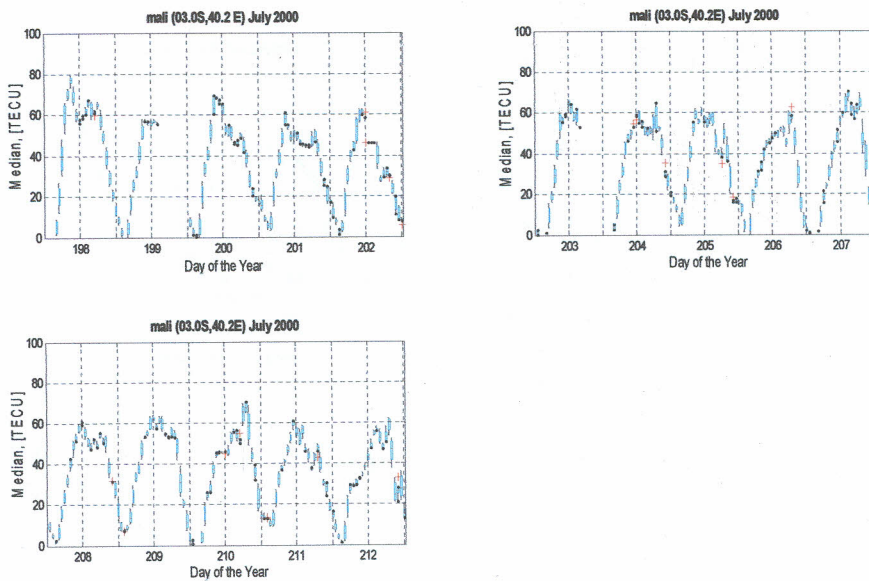 mali (03.0S,40.2 E) July 2000
100
80
60
40
20
0
Median, [TECU]
198 199 200 201 202
Day of the Year
mali (03.0S,40.2E) July 2000
100
80
60
40
20
0
Median, [TECU]
203 204 205 206 207
Day of the Year
mali (03.0S,40.2E) July 2000
100
80
60
40
20
0
Median, [TECU]
208 209 210 211 212
Day of the Year